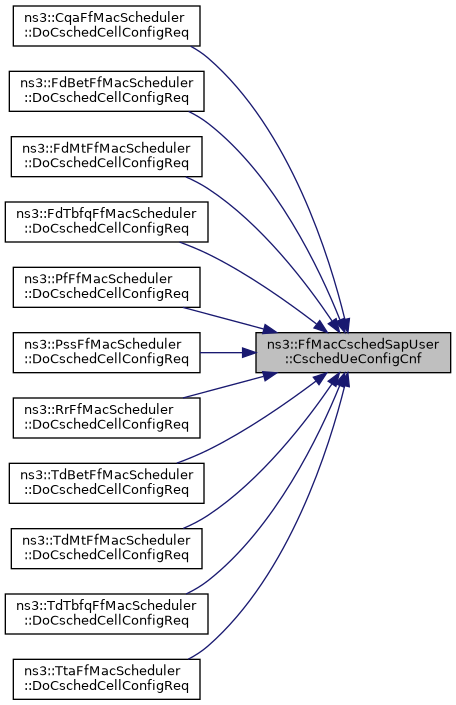 ns3::CqaFfMacScheduler
::DoCschedCellConfigReq
ns3::FdBetFfMacScheduler
::DoCschedCellConfigReq
ns3::FdMtFfMacScheduler
::DoCschedCellConfigReq
ns3::FdTbfqFfMacScheduler
::DoCschedCellConfigReq
ns3::PfFfMacScheduler
::DoCschedCellConfigReq
ns3::PssFfMacScheduler
::DoCschedCellConfigReq
ns3::RrFfMacScheduler
::DoCschedCellConfigReq
ns3::TdBetFfMacScheduler
::DoCschedCellConfigReq
ns3::TdMtFfMacScheduler
::DoCschedCellConfigReq
ns3::TdTbfqFfMacScheduler
::DoCschedCellConfigReq
ns3::TtaFfMacScheduler
::DoCschedCellConfigReq
ns3::FfMacCschedSapUser
::CschedUeConfigCnf